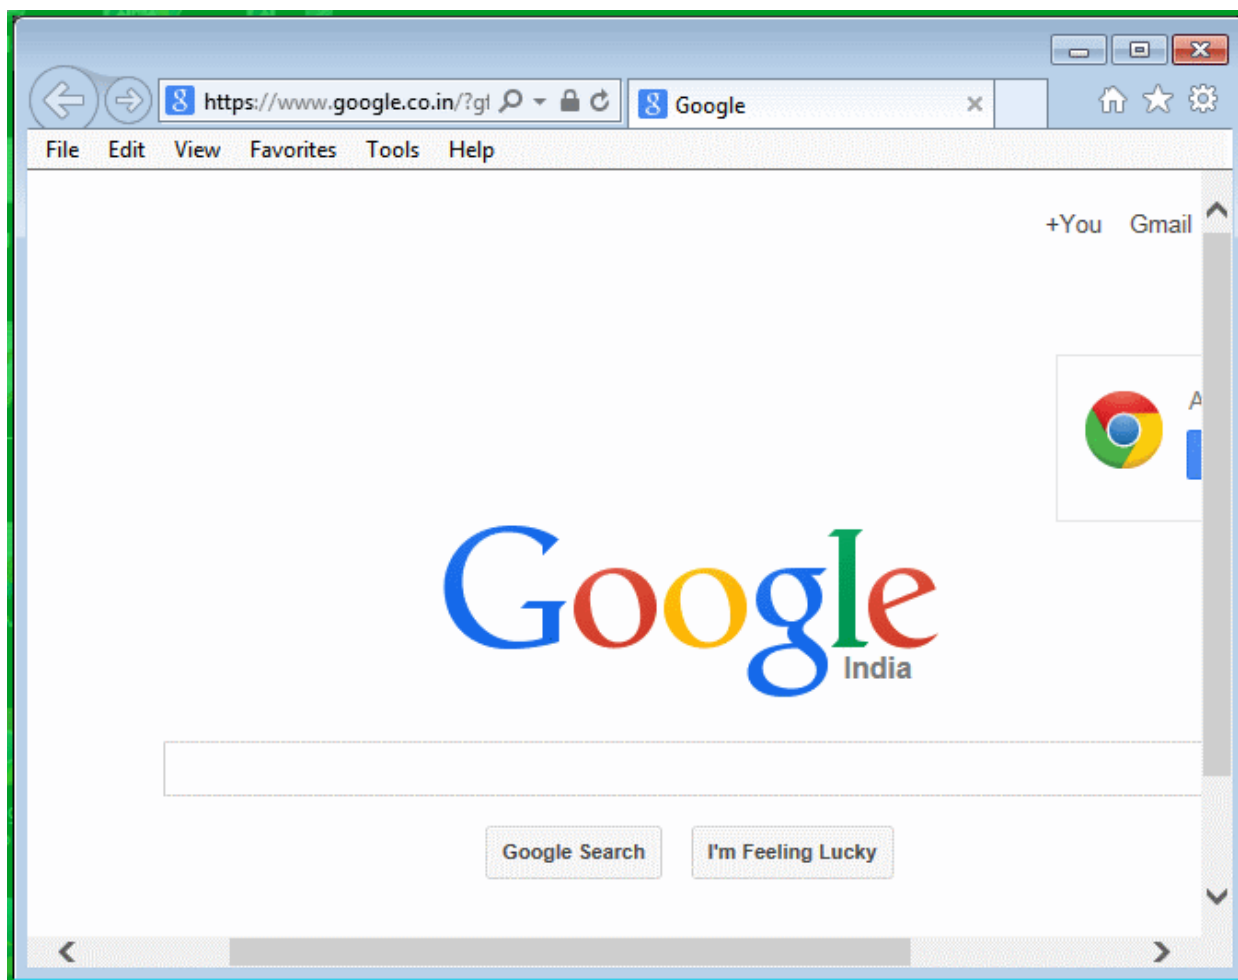 https://www.google.co.in/?gf
Google
File Edit View Favorites Tools Help
+You Gmail
A
Google
India
Google Search I'm Feeling Lucky